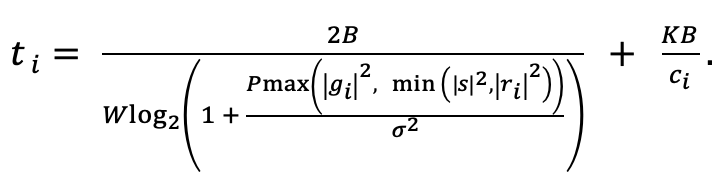 t_i = \frac{2B}{W\log_2\left(1 + \frac{P\max\left(|g_i|^2, \min\left(|s|^2, |r_i|^2\right)\right)}{\sigma^2}\right)} + \frac{KB}{c_i}.